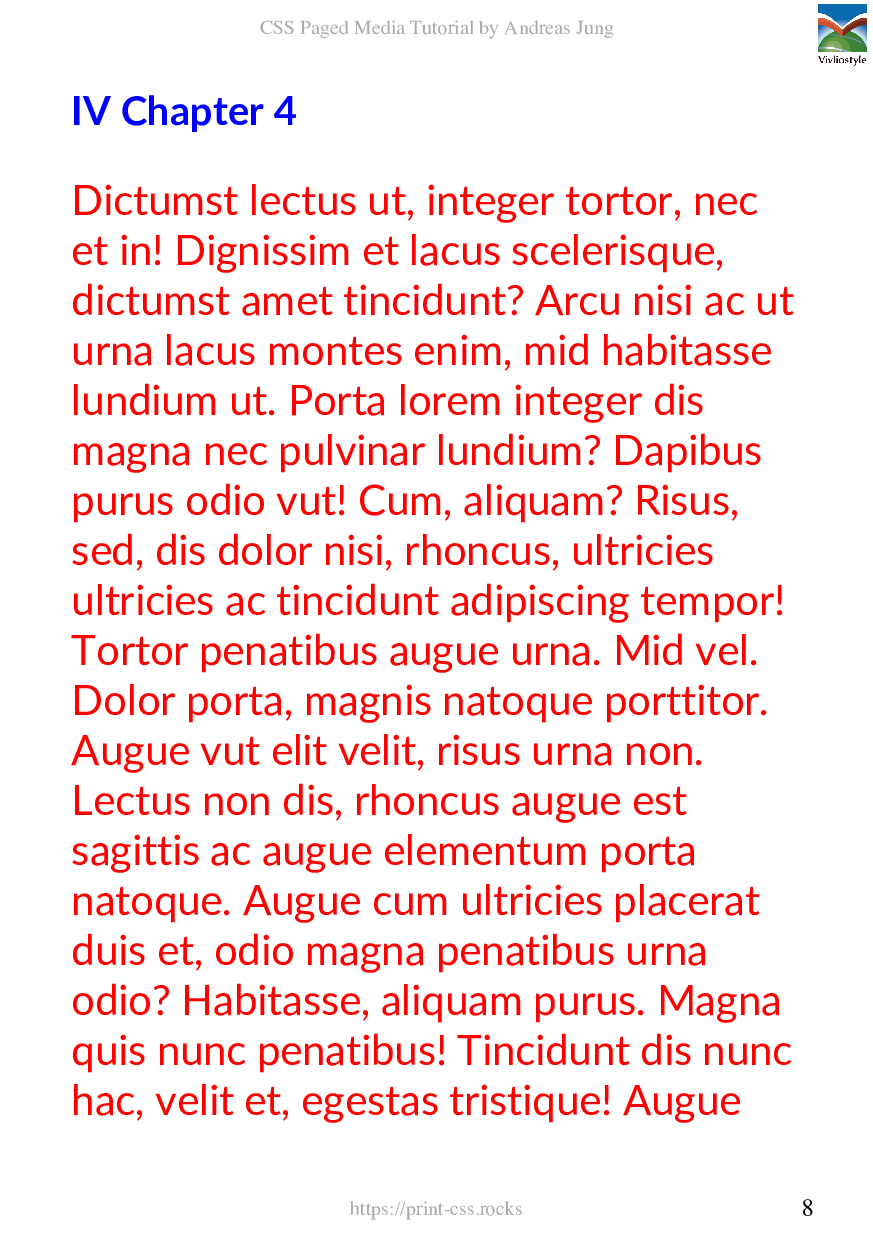 CSS Paged Media Tutorial by Andreas Jung
Vivliostyle
IV Chapter 4
Dictumst lectus ut, integer tortor, nec
et in! Dignissim et lacus scelerisque,
dictumst amet tincidunt? Arcu nisi ac ut
urna lacus montes enim, mid habitasse
lundium ut. Porta lorem integer dis
magna nec pulvinar lundium? Dapibus
purus odio vut! Cum, aliquam? Risus,
sed, dis dolor nisi, rhoncus, ultricies
ultricies ac tincidunt adipiscing tempor!
Tortor penatibus augue urna. Mid vel.
Dolor porta, magnis natoque porttitor.
Augue vut elit velit, risus urna non.
Lectus non dis, rhoncus augue est
sagittis ac augue elementum porta
natoque. Augue cum ultricies placerat
duis et, odio magna penatibus urna
odio? Habitasse, aliquam purus. Magna
quis nunc penatibus! Tincidunt dis nunc
hac, velit et, egestas tristique! Augue
https://print-css.rocks
8